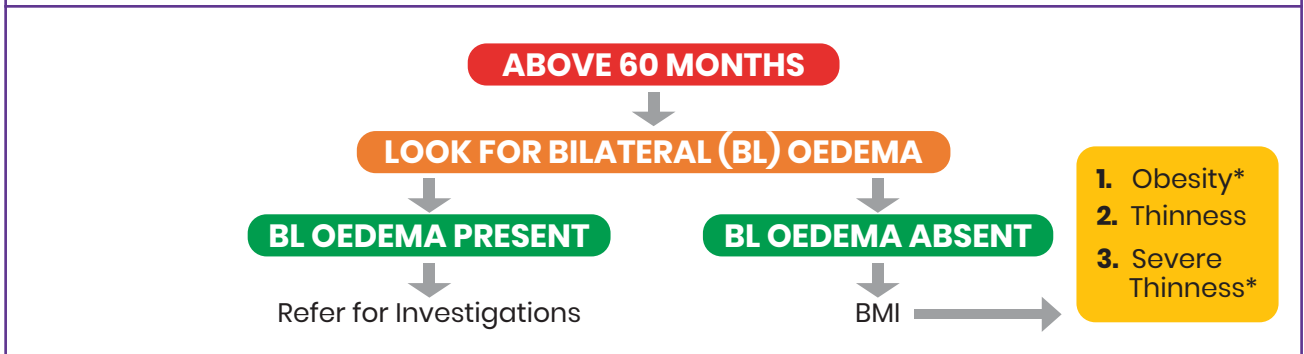 ABOVE 60 MONTHS
LOOK FOR BILATERAL (BL) OEDEMA
BL OEDEMA PRESENT
BL OEDEMA ABSENT
Refer for Investigations
BMI
1. Obesity*
2. Thinness
3. Severe
Thinness*